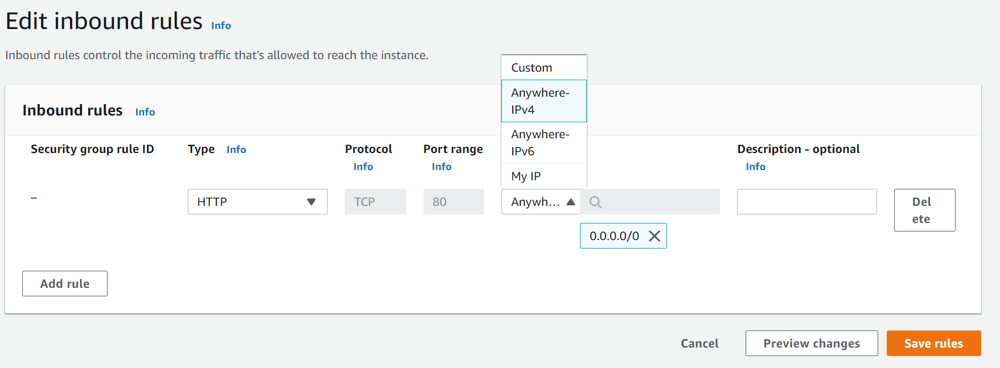 Edit inbound rules Info
Inbound rules control the incoming traffic that's allowed to reach the instance.
Custom
Anywhere-
IPv4
Anywhere-
IPv6
My IP
Inbound rules Info
Security group rule ID
Type Info
Protocol
Info
Port range
Info
Description - optional
Info
–
HTTP
TCP
80
Anywh...
0.0.0.0/0
Del
ete
Add rule
Cancel
Preview changes
Save rules